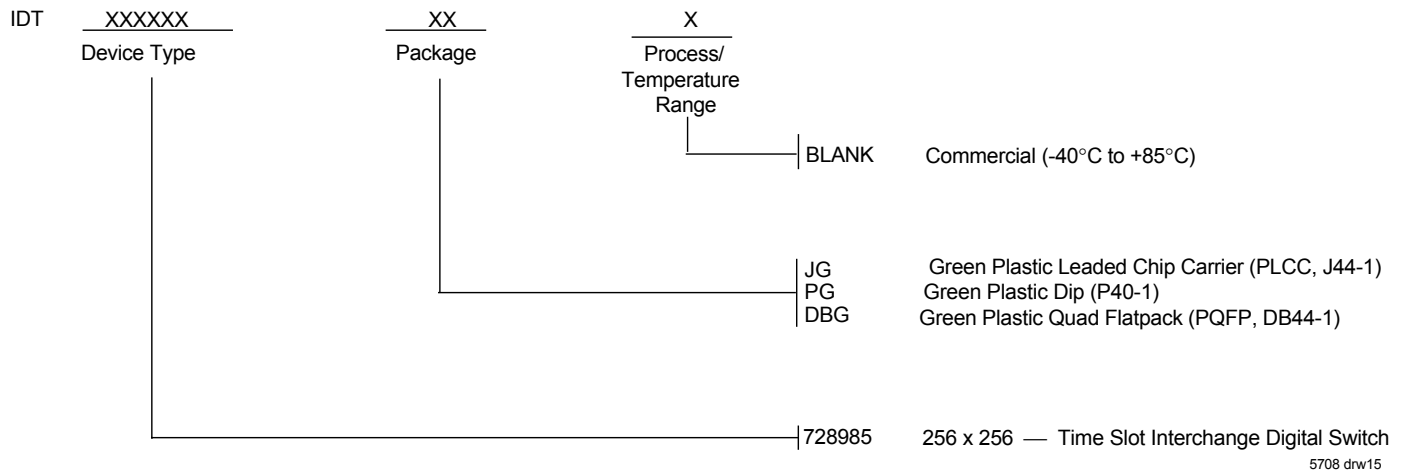 IDT XXXXXX XX X
Device Type Package Process/
Temperature
Range
BLANK Commercial (-40°C to +85°C)
JG Green Plastic Leaded Chip Carrier (PLCC, J44-1)
PG Green Plastic Dip (P40-1)
DBG Green Plastic Quad Flatpack (PQFP, DB44-1)
728985 256 x 256 — Time Slot Interchange Digital Switch
5708 drw15